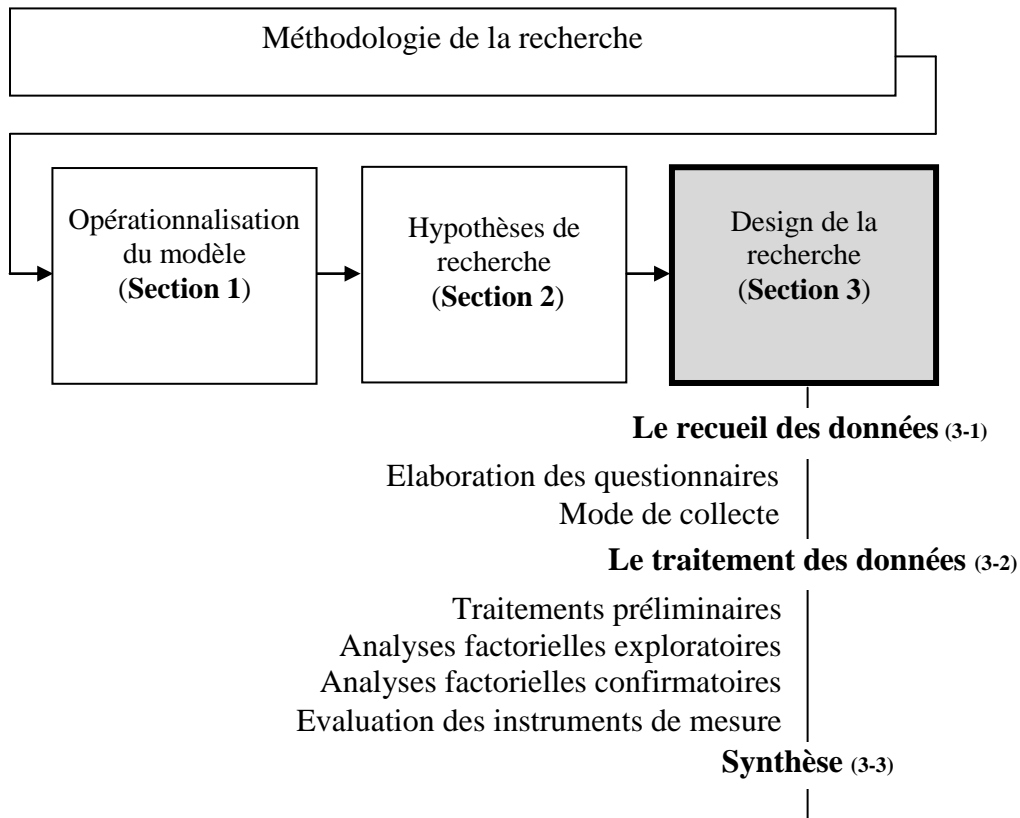 Méthodologie de la recherche
Opérationnalisation
du modèle
(Section 1)
Hypothèses de
recherche
(Section 2)
Design de la
recherche
(Section 3)
Le recueil des données (3-1)
Elaboration des questionnaires
Mode de collecte
Le traitement des données (3-2)
Traitements préliminaires
Analyses factorielles exploratoires
Analyses factorielles confirmatoires
Evaluation des instruments de mesure
Synthèse (3-3)